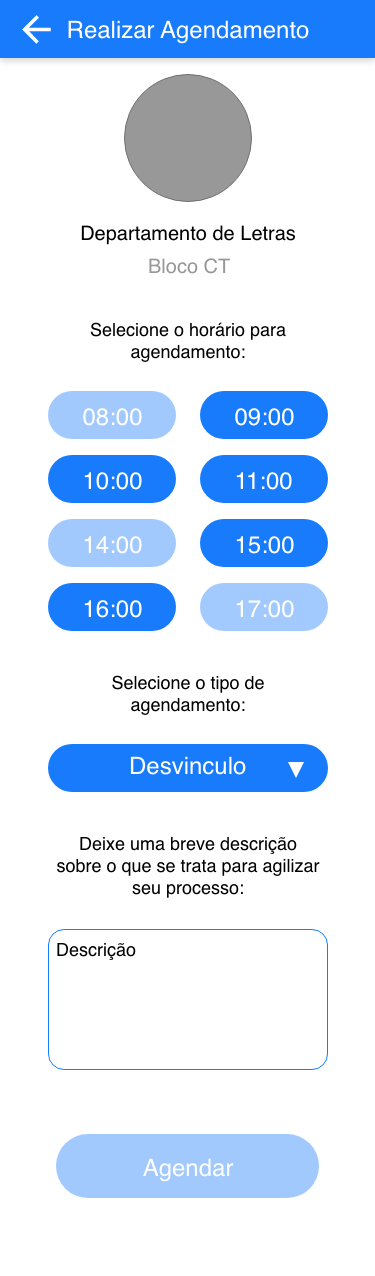 Realizar Agendamento
Departamento de Letras
Bloco CT
Selecione o horário para
agendamento:
08:00 09:00
10:00 11:00
14:00 15:00
16:00 17:00
Selecione o tipo de
agendamento:
Desvinculo
Deixe uma breve descrição
sobre o que se trata para agilizar
seu processo:
Descrição
Agendar